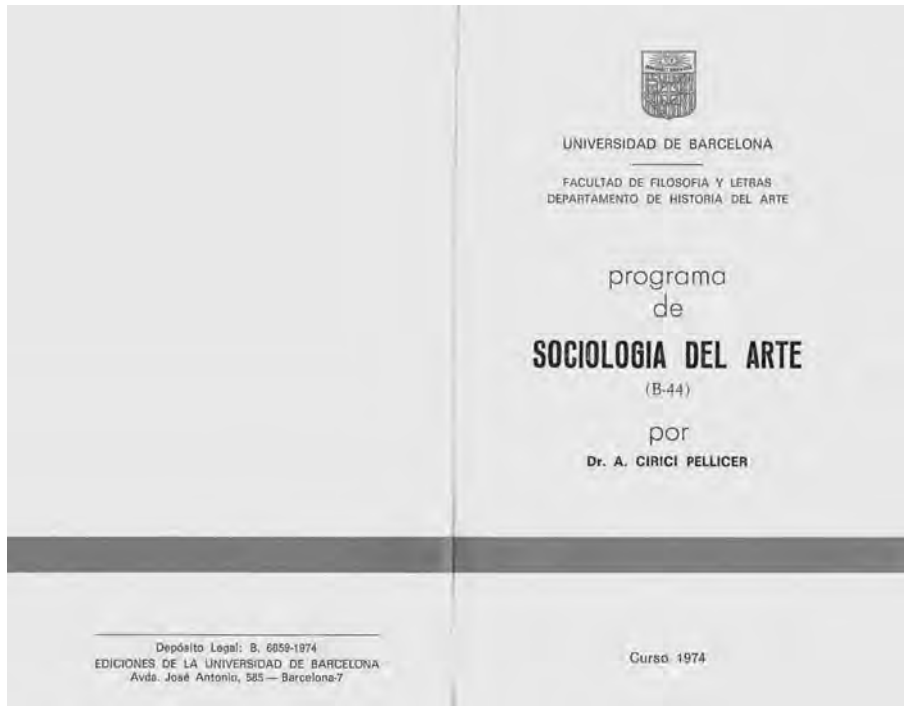 UNIVERSIDAD DE BARCELONA
FACULTAD DE FILOSOFIA Y LETRAS
DEPARTAMENTO DE HISTORIA DEL ARTE
programa
de
SOCIOLOGIA DEL ARTE
(B-44)
por
Dr. A. CIRICI PELLICER
Curso 1974
Depósito Legal: B. 6059-1974
EDICIONES DE LA UNIVERSIDAD DE BARCELONA
Avda. José Antonio, 585 — Barcelona-7